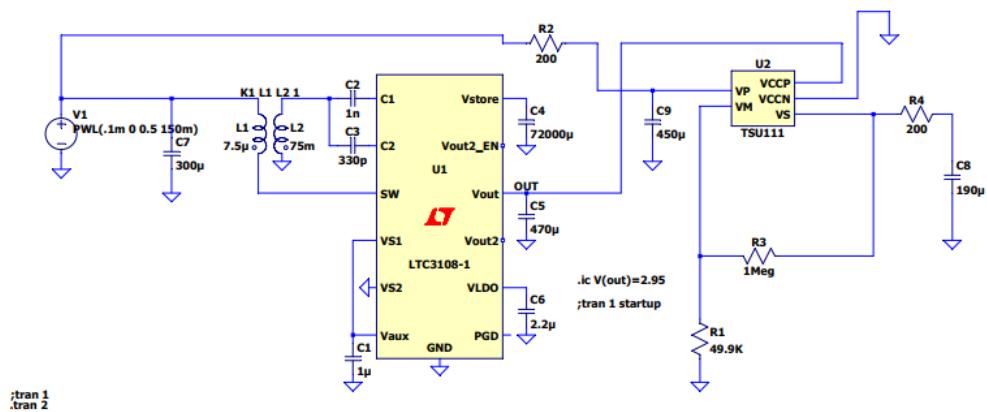 R2
200
U2
VCCP
VP
VCCN
VM
VS
TSU111
R4
200
C9
450µ
C8
190µ
K1 L1 L2 1
C2
1n
C1
Vstore
C4
72000µ
V1
PWL(.1m 0 0.5 150m)
L1
7.5µ
L2
75m
C3
330p
C2
Vout2_EN
C7
300µ
U1
SW
Vout
OUT
C5
470µ
VS1
Vout2
R3
1Meg
LTC3108-1
.ic V(out)=2.95
VS2
VLDO
C6
2.2µ
;tran 1 startup
Vaux
PGD
GND
C1
1µ
R1
49.9K
;tran 1
.tran 2